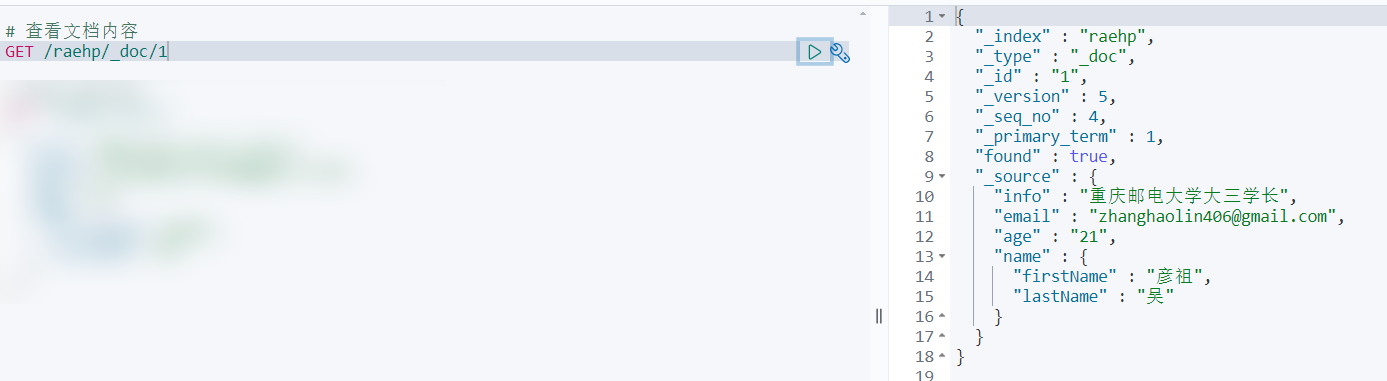 # 查看文档内容
GET /raehp/_doc/1
1 {
2 "_index" : "raehp",
3 "_type" : "_doc",
4 "_id" : "1",
5 "_version" : 5,
6 "_seq_no" : 4,
7 "_primary_term" : 1,
8 "found" : true,
9 "_source" : {
10 "info" : "重庆邮电大学大三学长",
11 "email" : "zhanghaolin406@gmail.com",
12 "age" : "21",
13 "name" : {
14 "firstName" : "彦祖",
15 "lastName" : "吴"
16 }
17 }
18 }
19